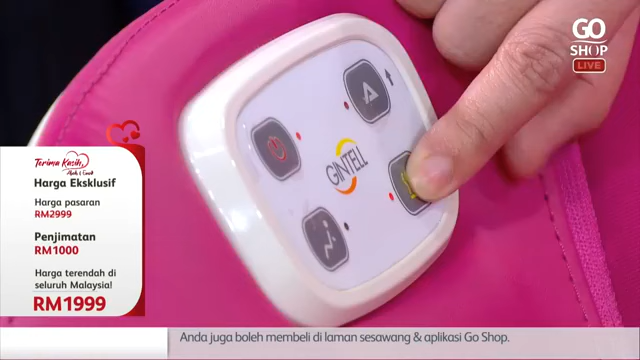 GO
SHOP
LIVE
GINTELL
Terima Kasih,
Harga Eksklusif
Harga pasaran
RM2999
Penjimatan
RM1000
Harga terendah di
seluruh Malaysia!
RM1999
Anda juga boleh membeli di laman sesawang & aplikasi Go Shop.